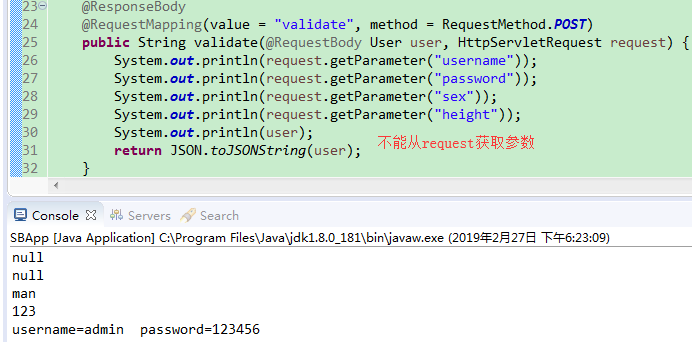 23 @ResponseBody
24 @RequestMapping(value = "validate", method = RequestMethod.POST)
25 public String validate(@RequestBody User user, HttpServletRequest request) {
26 System.out.println(request.getParameter("username"));
27 System.out.println(request.getParameter("password"));
28 System.out.println(request.getParameter("sex"));
29 System.out.println(request.getParameter("height"));
30 System.out.println(user);
31 return JSON.toJSONString(user);
不能从request获取参数
32 }
Console Servers Search
SBApp [Java Application] C:\Program Files\Java\jdk1.8.0_181\bin\javaw.exe (2019年2月27日 下午6:23:09)
null
null
man
123
username=admin  password=123456